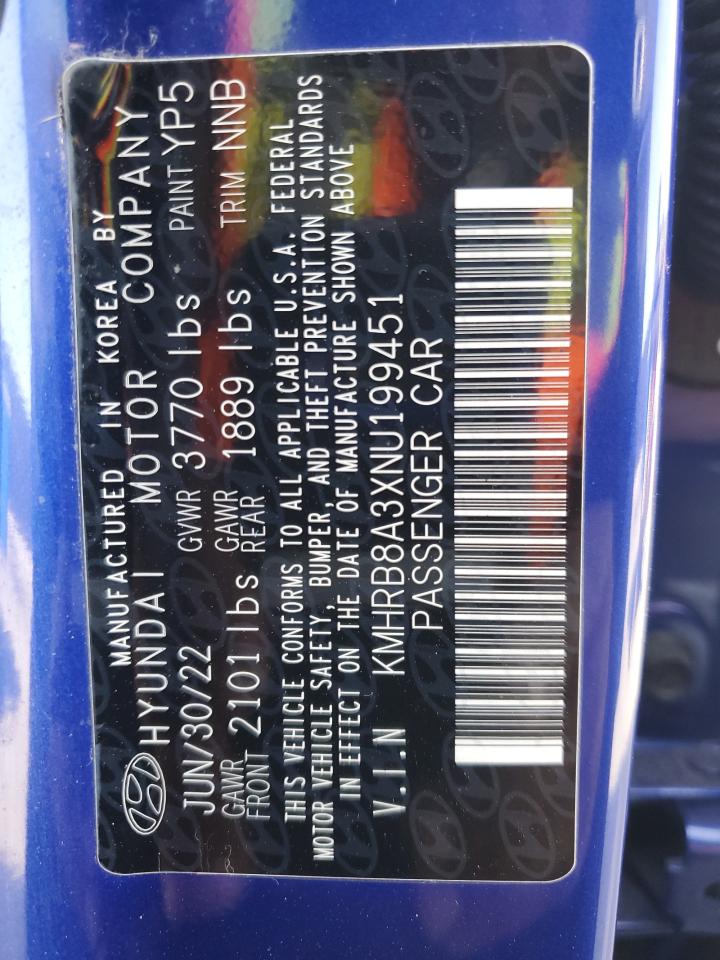 MANUFACTURED IN KOREA BY
HYUNDAI MOTOR COMPANY
JUN/30/22 GVWR 3770 lbs PAINT YP5
GAWR FRONT 2101 lbs GAWR REAR 1889 lbs TRIM NNB
THIS VEHICLE CONFORMS TO ALL APPLICABLE U.S.A. FEDERAL
MOTOR VEHICLE SAFETY, BUMPER, AND THEFT PREVENTION STANDARDS
IN EFFECT ON THE DATE OF MANUFACTURE SHOWN ABOVE
V.I.N KMHRB8A3XNU199451
PASSENGER CAR